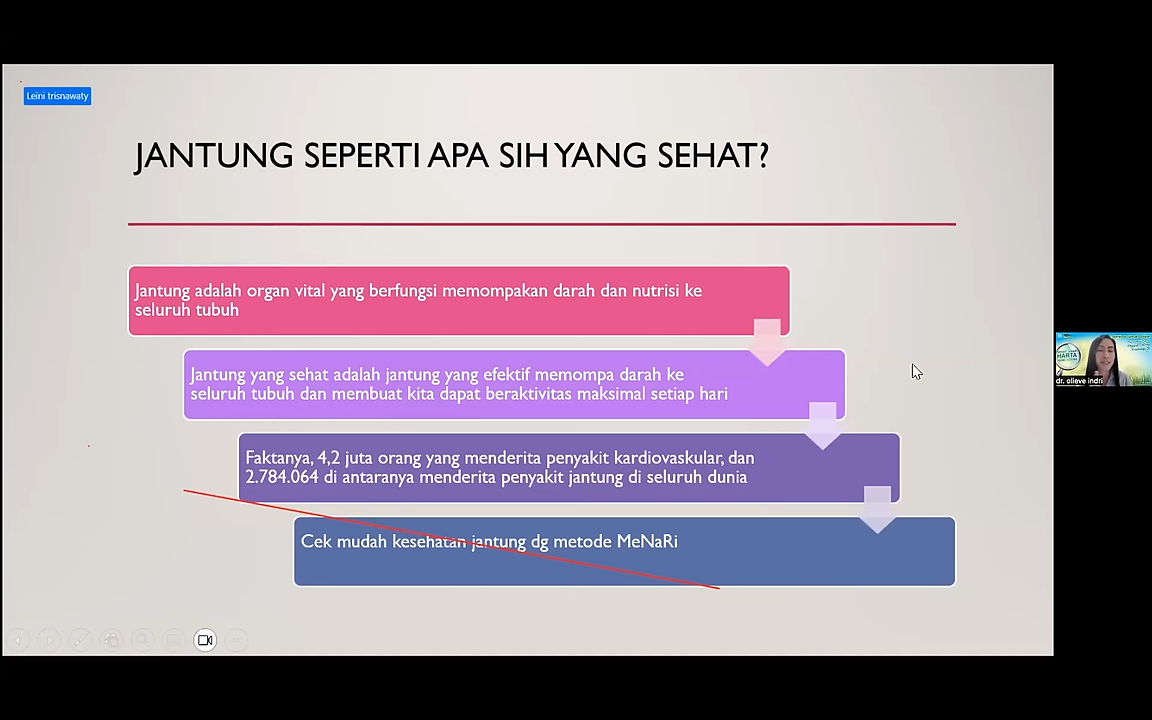 Leini trisnawaty
JANTUNG SEPERTI APA SIH YANG SEHAT?
Jantung adalah organ vital yang berfungsi memompakan darah dan nutrisi ke
seluruh tubuh
Jantung yang sehat adalah jantung yang efektif memompa darah ke
seluruh tubuh dan membuat kita dapat beraktivitas maksimal setiap hari
Faktanya, 4,2 juta orang yang menderita penyakit kardiovaskular, dan
2.784.064 di antaranya menderita penyakit jantung di seluruh dunia
Cek mudah kesehatan jantung dg metode MeNaRi
HARTA
dr. olieve indri